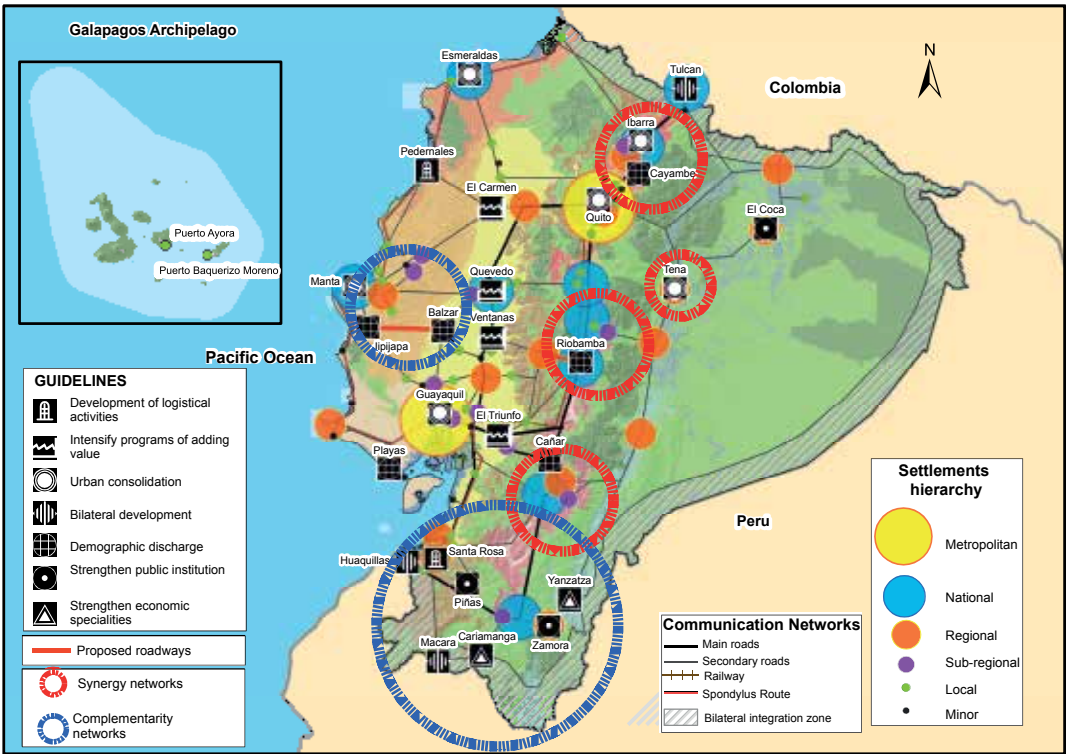 Galapagos Archipelago
Puerto Ayora
Puerto Baquerizo Moreno
Esmeraldas
Tulcan
Colombia
N
Ibarra
Pedernales
Cayambe
El Carmen
Quito
El Coca
Manta
Quevedo
Tena
Balzar
Ventanas
Iipijapa
Pacific Ocean
Riobamba
Guayaquil
El Triunfo
Cañar
Playas
Peru
Huaquillas
Santa Rosa
Yanzatza
Piñas
Macara
Cariamanga
Zamora
GUIDELINES
Development of logistical
activities
Intensify programs of adding
value
Urban consolidation
Bilateral development
Demographic discharge
Strengthen public institution
Strengthen economic
specialities
Proposed roadways
Synergy networks
Complementarity
networks
Communication Networks
Main roads
Secondary roads
Railway
Spondylus Route
Bilateral integration zone
Settlements
hierarchy
Metropolitan
National
Regional
Sub-regional
Local
Minor